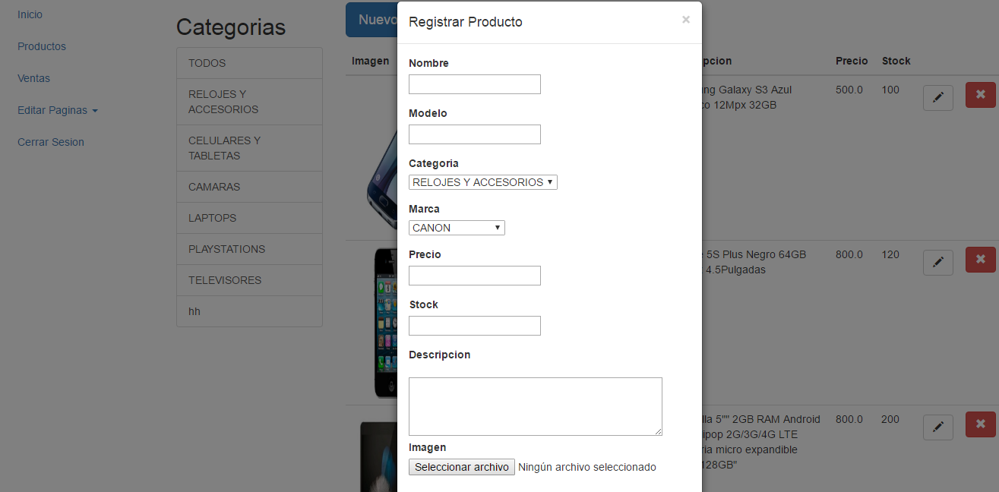 Inicio
Productos
Ventas
Editar Paginas
Cerrar Sesion
Categorias
TODOS
RELOJES Y
ACCESORIOS
CELULARES Y
TABLETAS
CAMARAS
LAPTOPS
PLAYSTATIONS
TELEVISORES
hh
Nuevo
Imagen
Registrar Producto ×
Nombre
Modelo
Categoria
RELOJES Y ACCESORIOS
Marca
CANON
Precio
Stock
Descripcion
Imagen
Seleccionar archivo Ningún archivo seleccionado
pcion Precio Stock
ng Galaxy S3 Azul 500.0 100
co 12Mpx 32GB
5S Plus Negro 64GB 800.0 120
4.5Pulgadas
lla 5"" 2GB RAM Android 800.0 200
ipop 2G/3G/4G LTE
ria micro expandible
128GB"